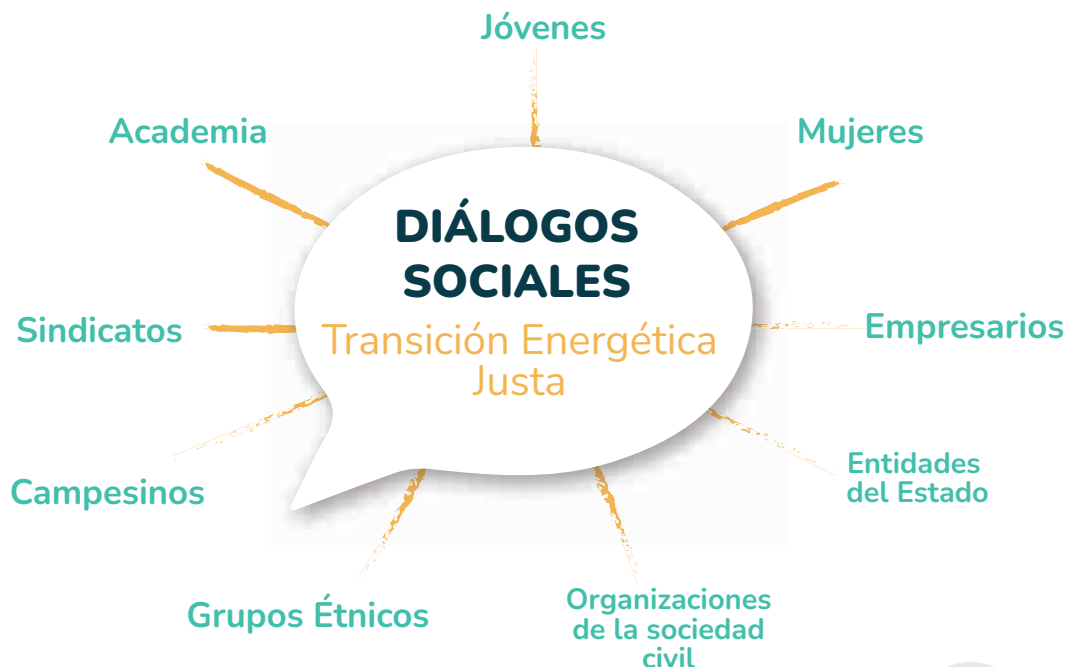 Jóvenes
Academia
Mujeres
DIÁLOGOS
SOCIALES
Transición Energética
Justa
Sindicatos
Empresarios
Campesinos
Entidades
del Estado
Grupos Étnicos
Organizaciones
de la sociedad
civil